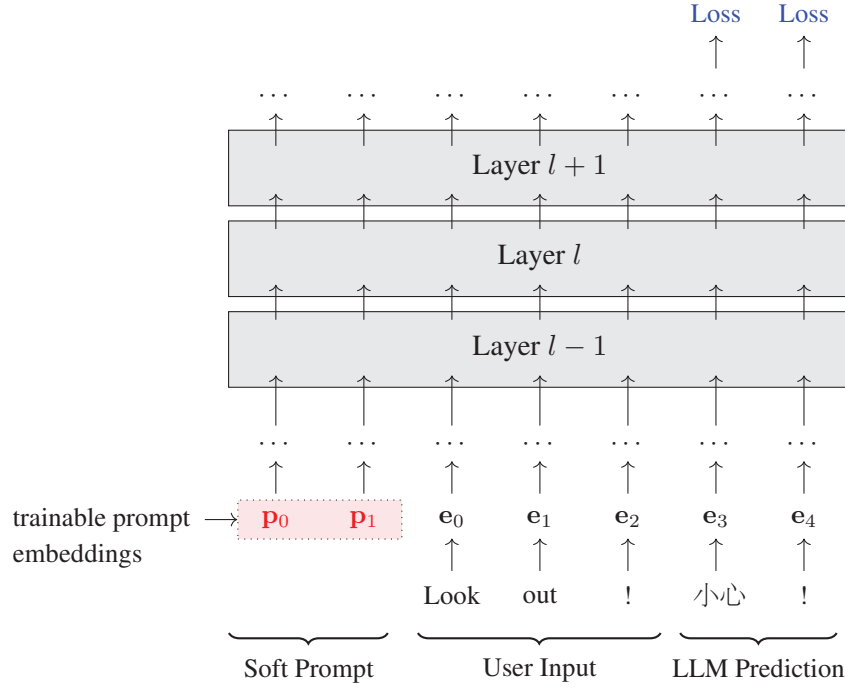 Loss Loss
... ... ... ... ... ... ...
Layer l + 1
Layer l
Layer l − 1
... ... ... ... ... ... ...
trainable prompt
embeddings
p₀ p₁ e₀ e₁ e₂ e₃ e₄
Look out ! 小心 !
Soft Prompt User Input LLM Prediction